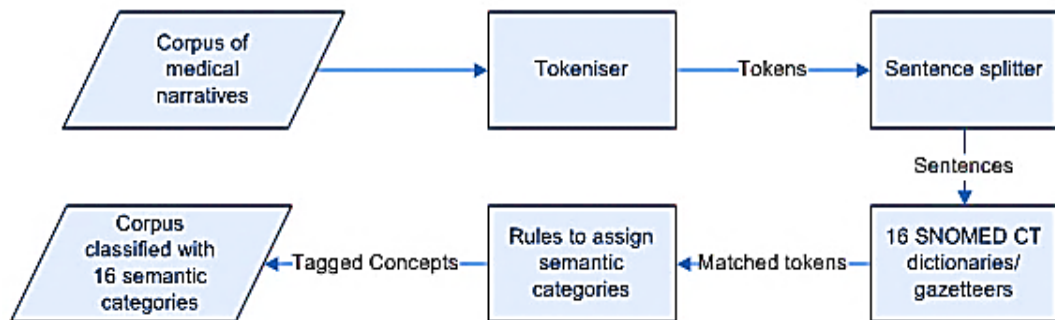 Corpus of
medical
narratives
Tokeniser
Tokens
Sentence splitter
Sentences
16 SNOMED CT
dictionaries/
gazetteers
Matched tokens
Rules to assign
semantic
categories
Tagged Concepts
Corpus
classified with
16 semantic
categories